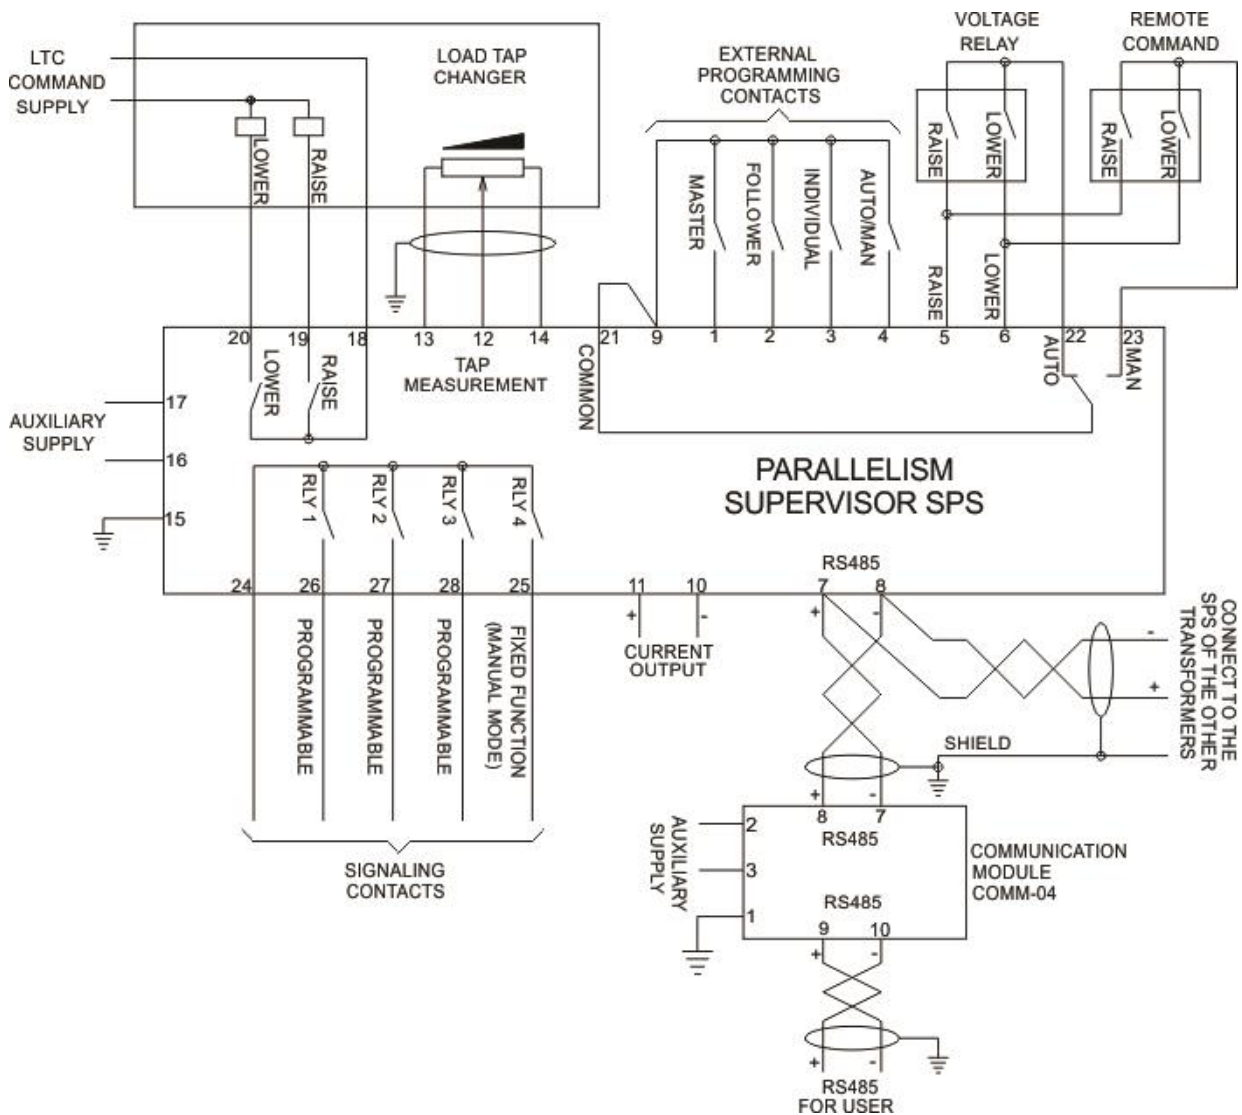 LTC
COMMAND
SUPPLY
LOAD TAP
CHANGER
LOWER
RAISE
EXTERNAL
PROGRAMMING
CONTACTS
MASTER
FOLLOWER
INDIVIDUAL
AUTO/MAN
VOLTAGE
RELAY
RAISE
LOWER
REMOTE
COMMAND
RAISE
LOWER
RAISE
LOWER
20
19
18
13
12
14
21
9
1
2
3
4
5
6
22
23
LOWER
RAISE
TAP
MEASUREMENT
COMMON
AUTO
MAN
AUXILIARY
SUPPLY
17
16
15
PARALLELISM
SUPERVISOR SPS
RLY 1
RLY 2
RLY 3
RLY 4
24
26
27
28
25
11
10
RS485
7
8
PROGRAMMABLE
PROGRAMMABLE
PROGRAMMABLE
FIXED FUNCTION
(MANUAL MODE)
+
-
CURRENT
OUTPUT
+
-
-
+
CONNECT TO THE
SPS OF THE OTHER
TRANSFORMERS
SHIELD
SIGNALING
CONTACTS
+
-
8
7
RS485
AUXILIARY
SUPPLY
2
3
1
COMMUNICATION
MODULE
COMM-04
RS485
9
10
+
-
+
-
RS485
FOR USER